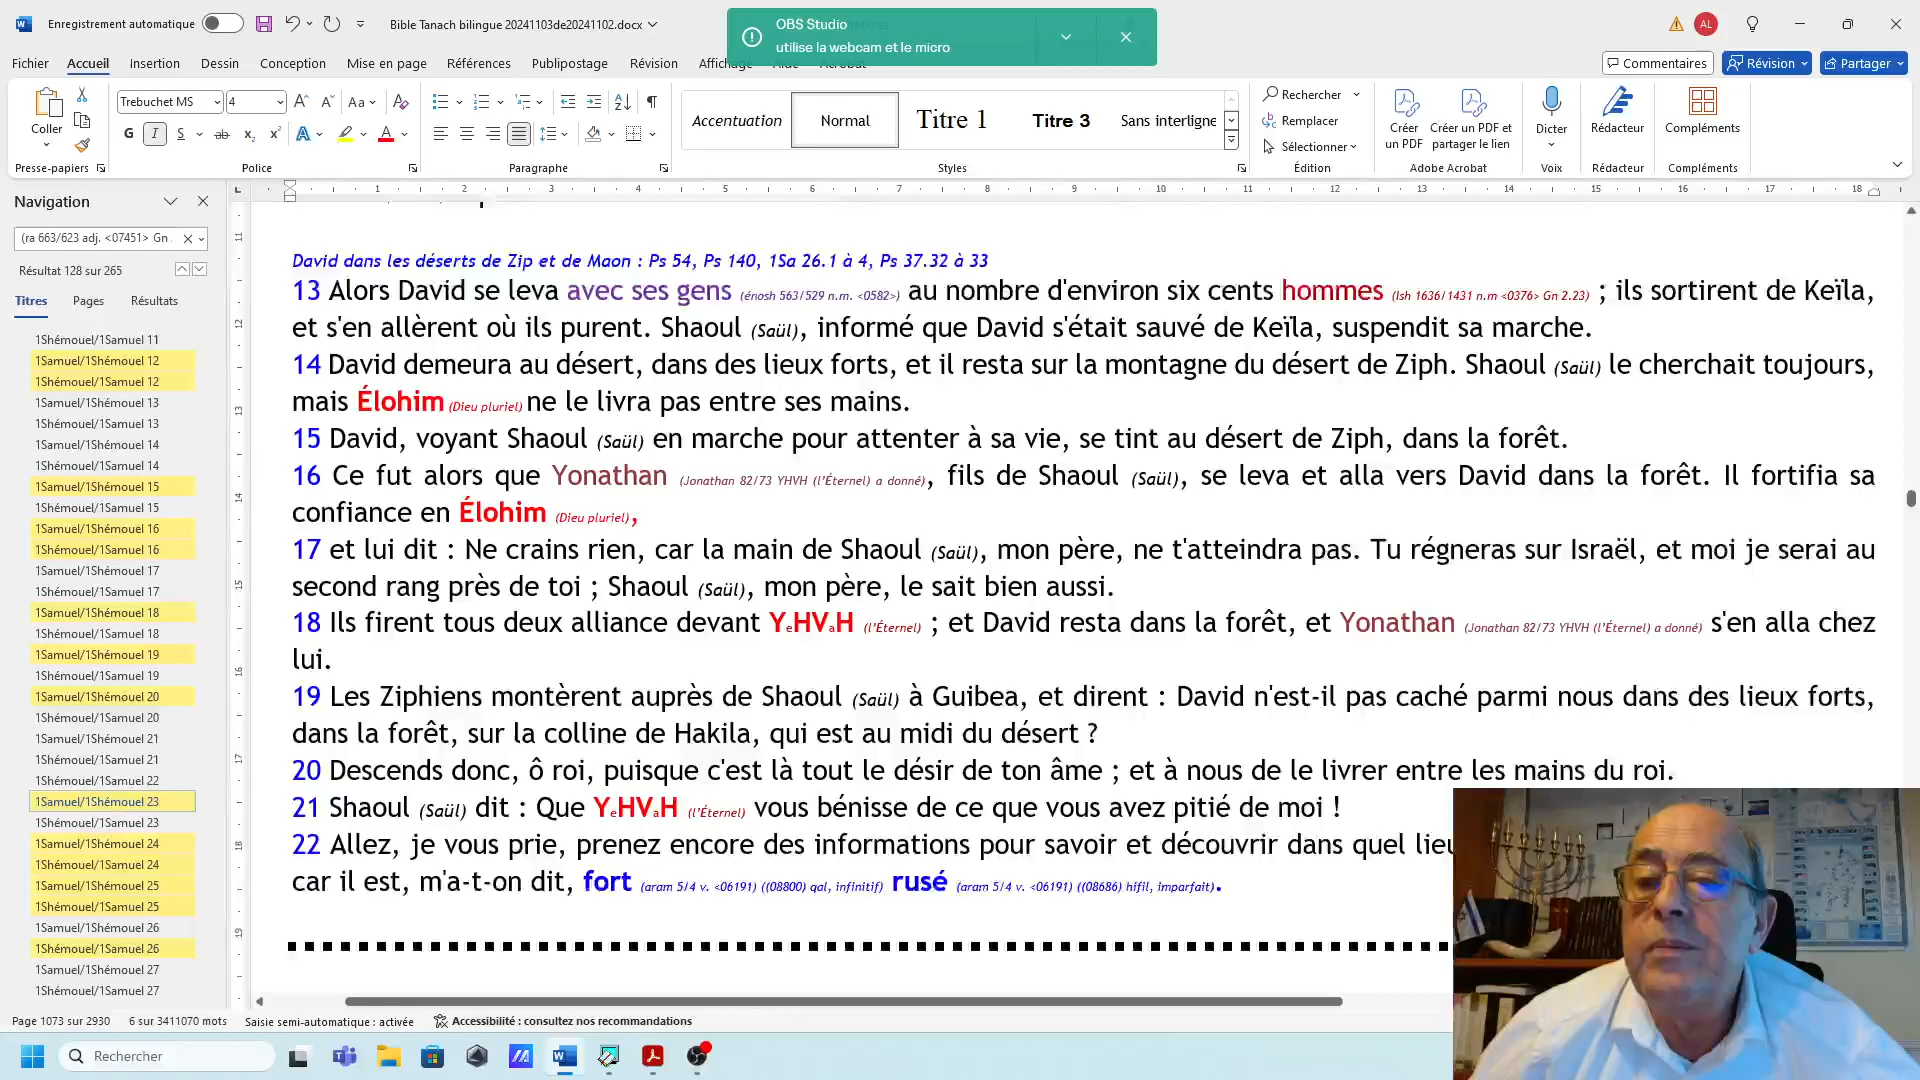 Enregistrement automatique
Bible Tanach bilingue 20241103de20241102.docx
OBS Studio
utilise la webcam et le micro
AL
Fichier Accueil Insertion Dessin Conception Mise en page Références Publipostage Révision Affichage Aide Acrobat
Commentaires Révision Partager
Coller
Trebuchet MS 4
Accentuation Normal Titre 1 Titre 3 Sans interligne
Rechercher
Remplacer
Sélectionner
Créer un PDF
Créer un PDF et partager le lien
Dicter
Rédacteur
Compléments
Presse-papiers Police Paragraphe Styles Édition Adobe Acrobat Voix Rédacteur Compléments
Navigation
(ra 663/623 adj. <07451> Gn
Résultat 128 sur 265
Titres Pages Résultats
1Shémouel/1Samuel 11
1Samuel/1Shémouel 12
1Samuel/1Shémouel 12
1Samuel/1Shémouel 13
1Shémouel/1Samuel 13
1Samuel/1Shémouel 14
1Shémouel/1Samuel 14
1Samuel/1Shémouel 15
1Shémouel/1Samuel 15
1Samuel/1Shémouel 16
1Shémouel/1Samuel 16
1Samuel/1Shémouel 17
1Shémouel/1Samuel 17
1Samuel/1Shémouel 18
1Shémouel/1Samuel 18
1Samuel/1Shémouel 19
1Shémouel/1Samuel 19
1Samuel/1Shémouel 20
1Shémouel/1Samuel 20
1Samuel/1Shémouel 21
1Shémouel/1Samuel 21
1Samuel/1Shémouel 22
1Samuel/1Shémouel 23
1Shémouel/1Samuel 23
1Samuel/1Shémouel 24
1Shémouel/1Samuel 24
1Samuel/1Shémouel 25
1Shémouel/1Samuel 25
1Samuel/1Shémouel 26
1Shémouel/1Samuel 26
1Samuel/1Shémouel 27
1Shémouel/1Samuel 27
David dans les déserts de Zip et de Maon : Ps 54, Ps 140, 1Sa 26.1 à 4, Ps 37.32 à 33
13 Alors David se leva avec ses gens (énosh 563/529 n.m. <0582>) au nombre d'environ six cents hommes (Ish 1636/1431 n.m <0376> Gn 2.23) ; ils sortirent de Keïla,
et s'en allèrent où ils purent. Shaoul (Saül), informé que David s'était sauvé de Keïla, suspendit sa marche.
14 David demeura au désert, dans des lieux forts, et il resta sur la montagne du désert de Ziph. Shaoul (Saül) le cherchait toujours,
mais Élohim (Dieu pluriel) ne le livra pas entre ses mains.
15 David, voyant Shaoul (Saül) en marche pour attenter à sa vie, se tint au désert de Ziph, dans la forêt.
16 Ce fut alors que Yonathan (Jonathan 82/73 YHVH (l'Éternel) a donné), fils de Shaoul (Saül), se leva et alla vers David dans la forêt. Il fortifia sa
confiance en Élohim (Dieu pluriel),
17 et lui dit : Ne crains rien, car la main de Shaoul (Saül), mon père, ne t'atteindra pas. Tu régneras sur Israël, et moi je serai au
second rang près de toi ; Shaoul (Saül), mon père, le sait bien aussi.
18 Ils firent tous deux alliance devant YeHVaH (l'Éternel) ; et David resta dans la forêt, et Yonathan (Jonathan 82/73 YHVH (l'Éternel) a donné) s'en alla chez
lui.
19 Les Ziphiens montèrent auprès de Shaoul (Saül) à Guibea, et dirent : David n'est-il pas caché parmi nous dans des lieux forts,
dans la forêt, sur la colline de Hakila, qui est au midi du désert ?
20 Descends donc, ô roi, puisque c'est là tout le désir de ton âme ; et à nous de le livrer entre les mains du roi.
21 Shaoul (Saül) dit : Que YeHVaH (l'Éternel) vous bénisse de ce que vous avez pitié de moi !
22 Allez, je vous prie, prenez encore des informations pour savoir et découvrir dans quel lieu
car il est, m'a-t-on dit, fort (aram 5/4 v. <06191) ((08800) qal, infinitif) rusé (aram 5/4 v. <06191) ((08686) hifil, imparfait).
Page 1073 sur 2930 6 sur 3411070 mots Saisie semi-automatique : activée Accessibilité : consultez nos recommandations
Rechercher